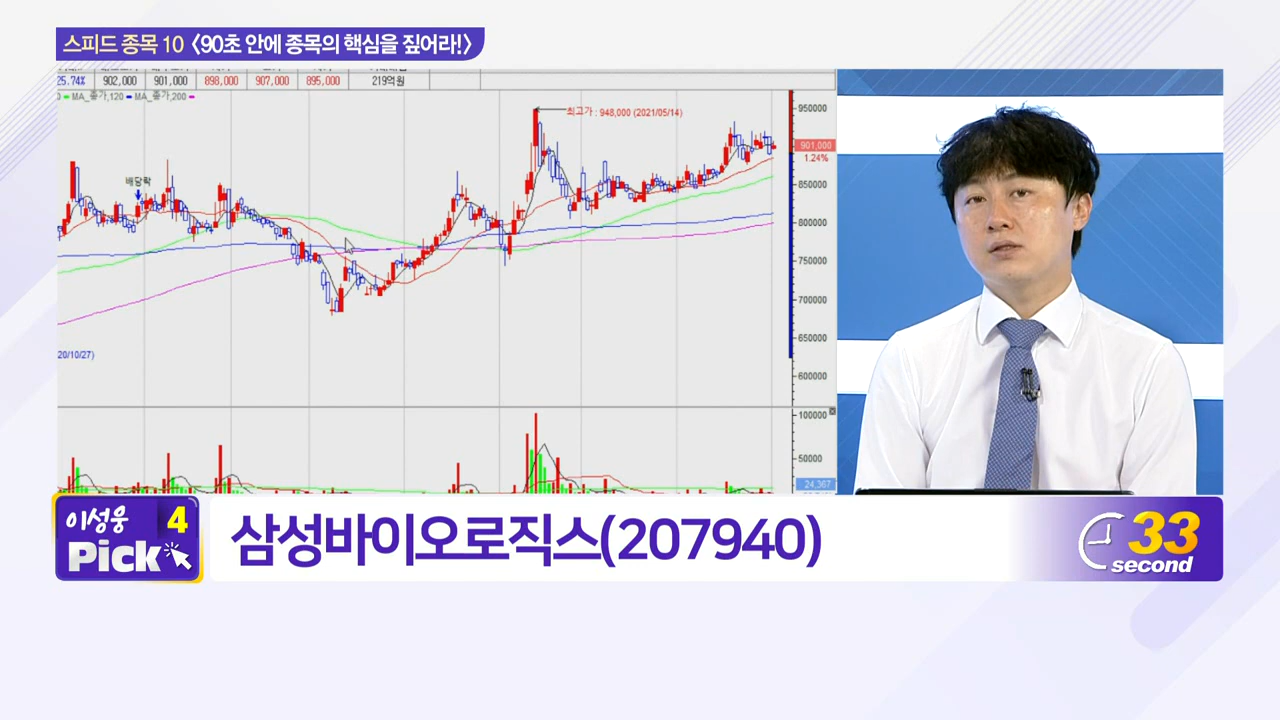 스피드 종목 10 <90초 안에 종목의 핵심을 짚어라!>
25.74% 902,000 901,000 898,000 907,000 895,000 219억원
MA_종가,120 MA_종가,200
최고가 : 948,000 (2021/05/14)
950000
901,000
1.24%
배당락
850000
800000
750000
700000
650000
20/10/27)
600000
100000
50000
24,367
이성웅 4
Pick
삼성바이오로직스(207940)
33
second